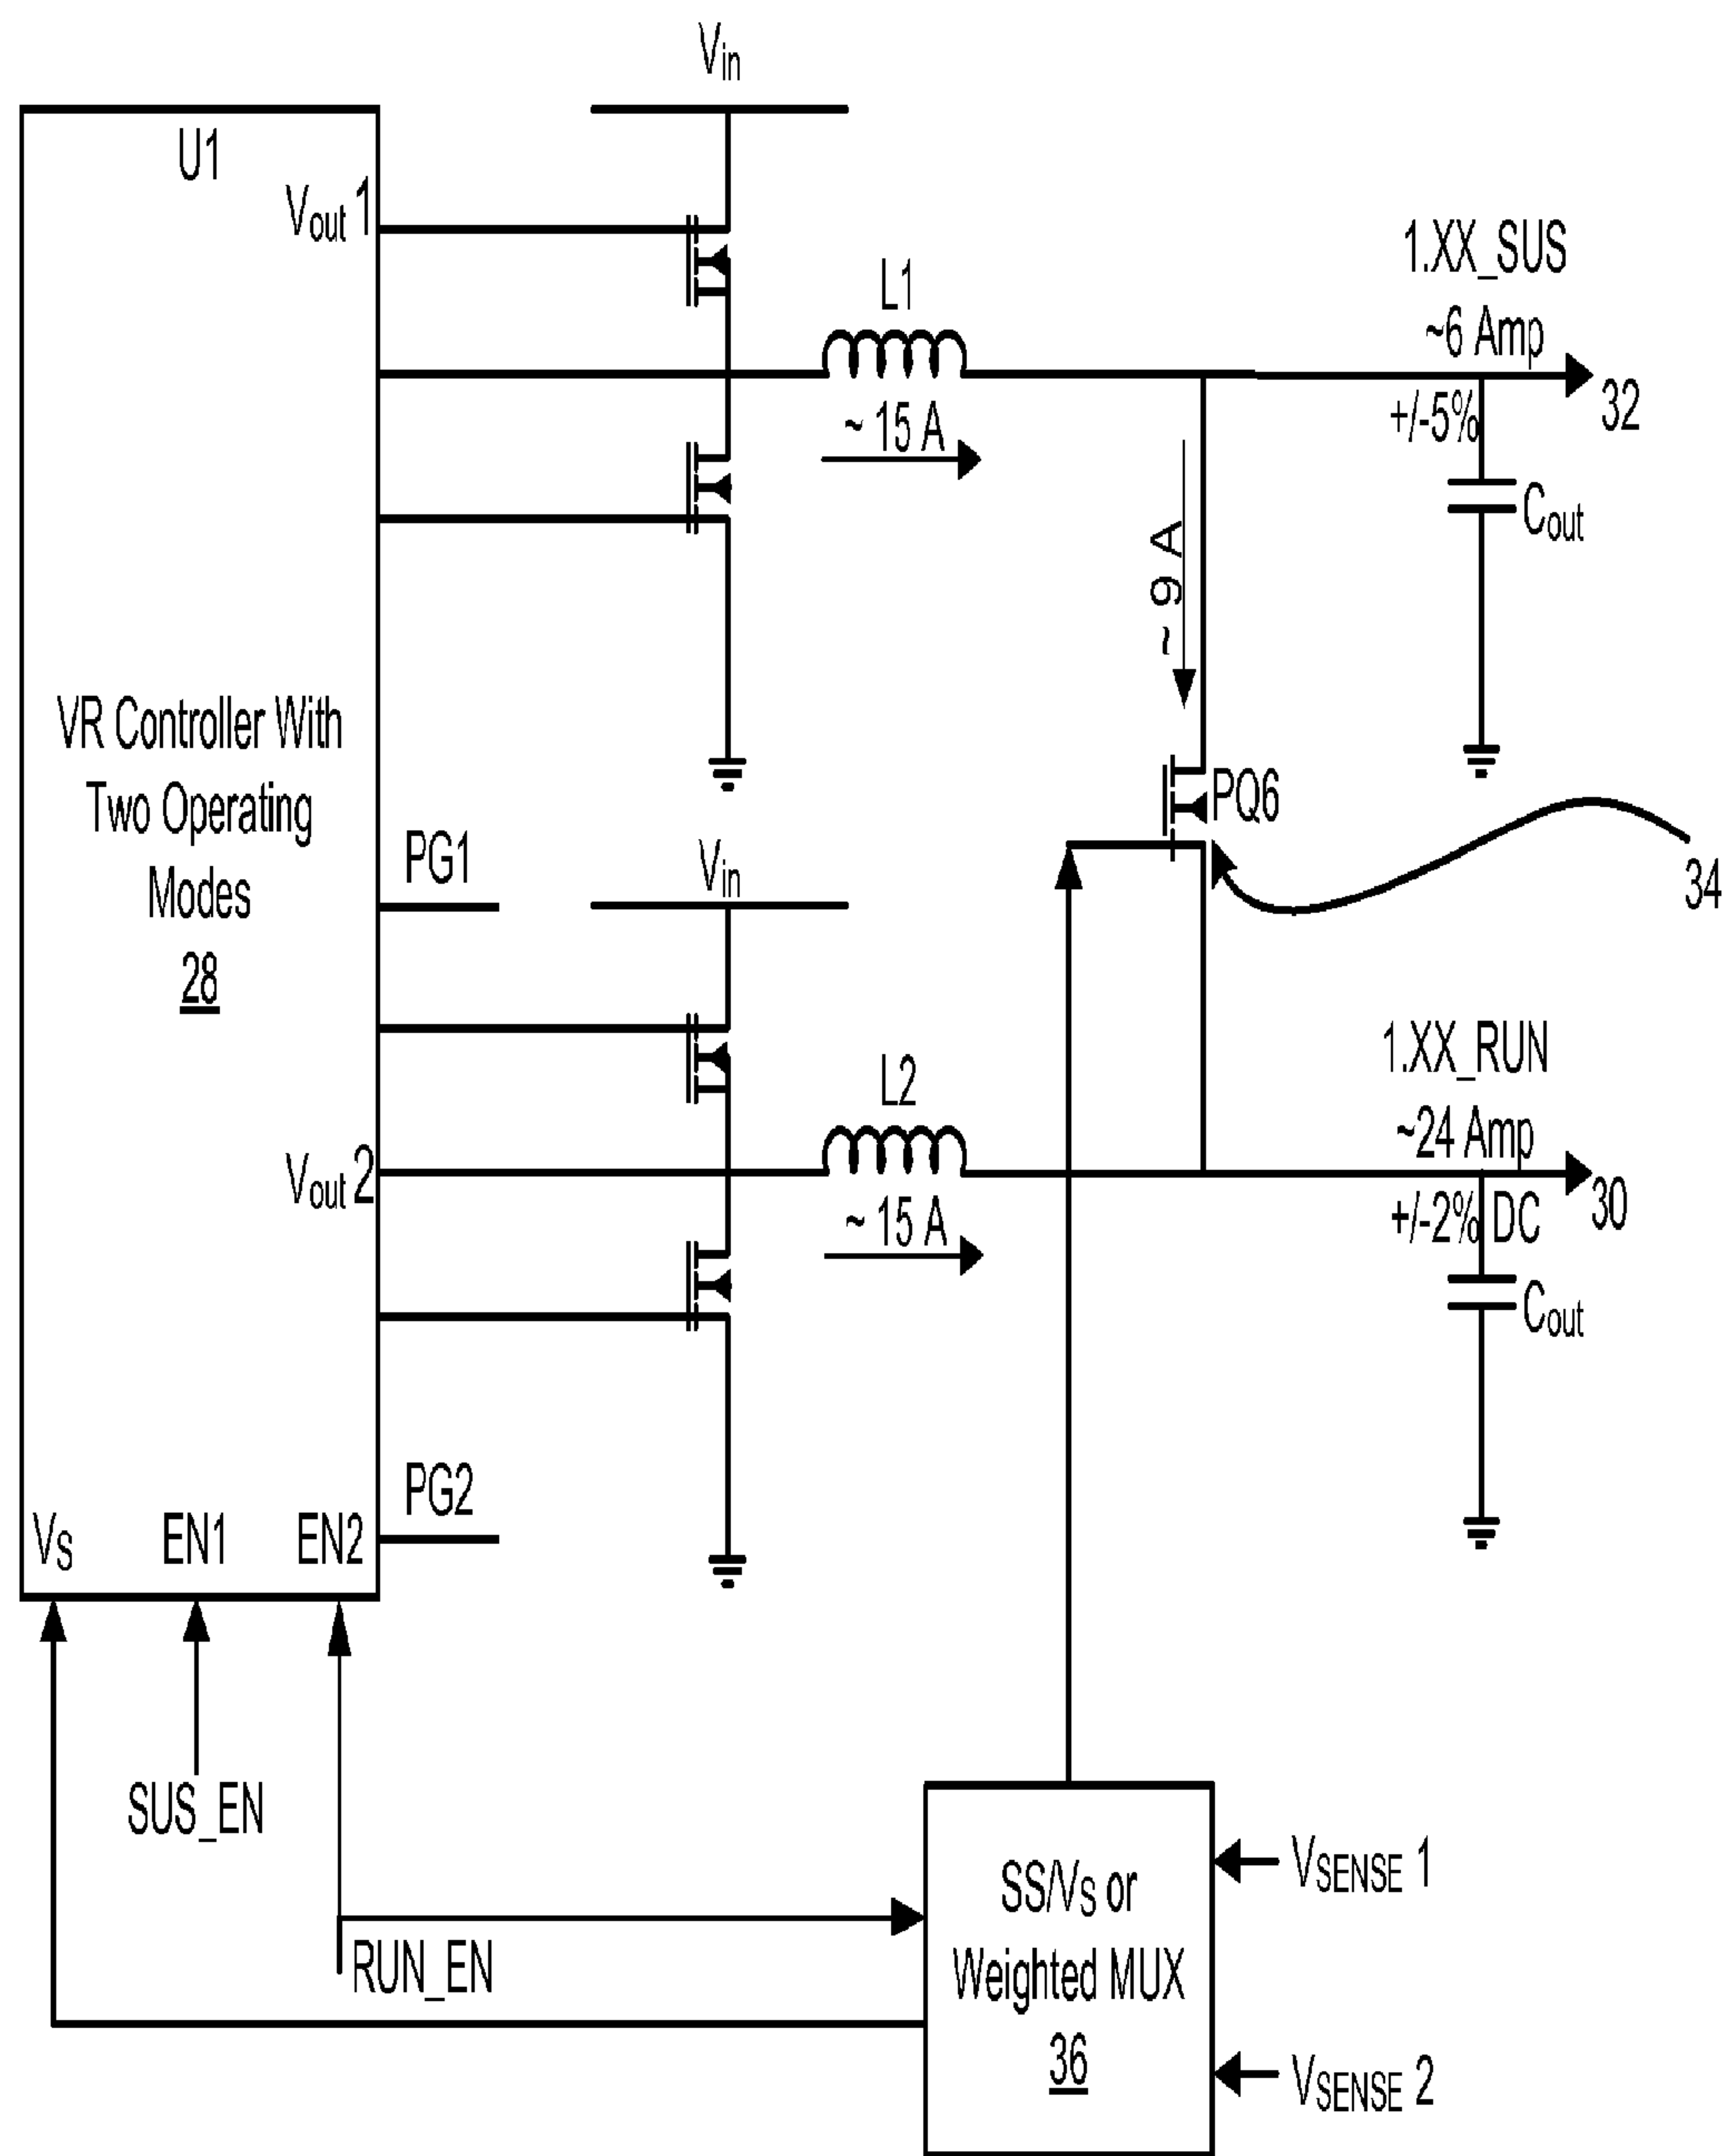 Vin
U1
Vout 1
L1
~ 15 A
1.XX_SUS
~6 Amp
+/-5%
32
Cout
~ 9 A
PQ6
34
VR Controller With
Two Operating
Modes
28
PG1
Vin
L2
Vout 2
~ 15 A
1.XX_RUN
~24 Amp
+/-2% DC
30
Cout
PG2
VS
EN1
EN2
SUS_EN
RUN_EN
SS/VS or
Weighted MUX
36
VSENSE 1
VSENSE 2